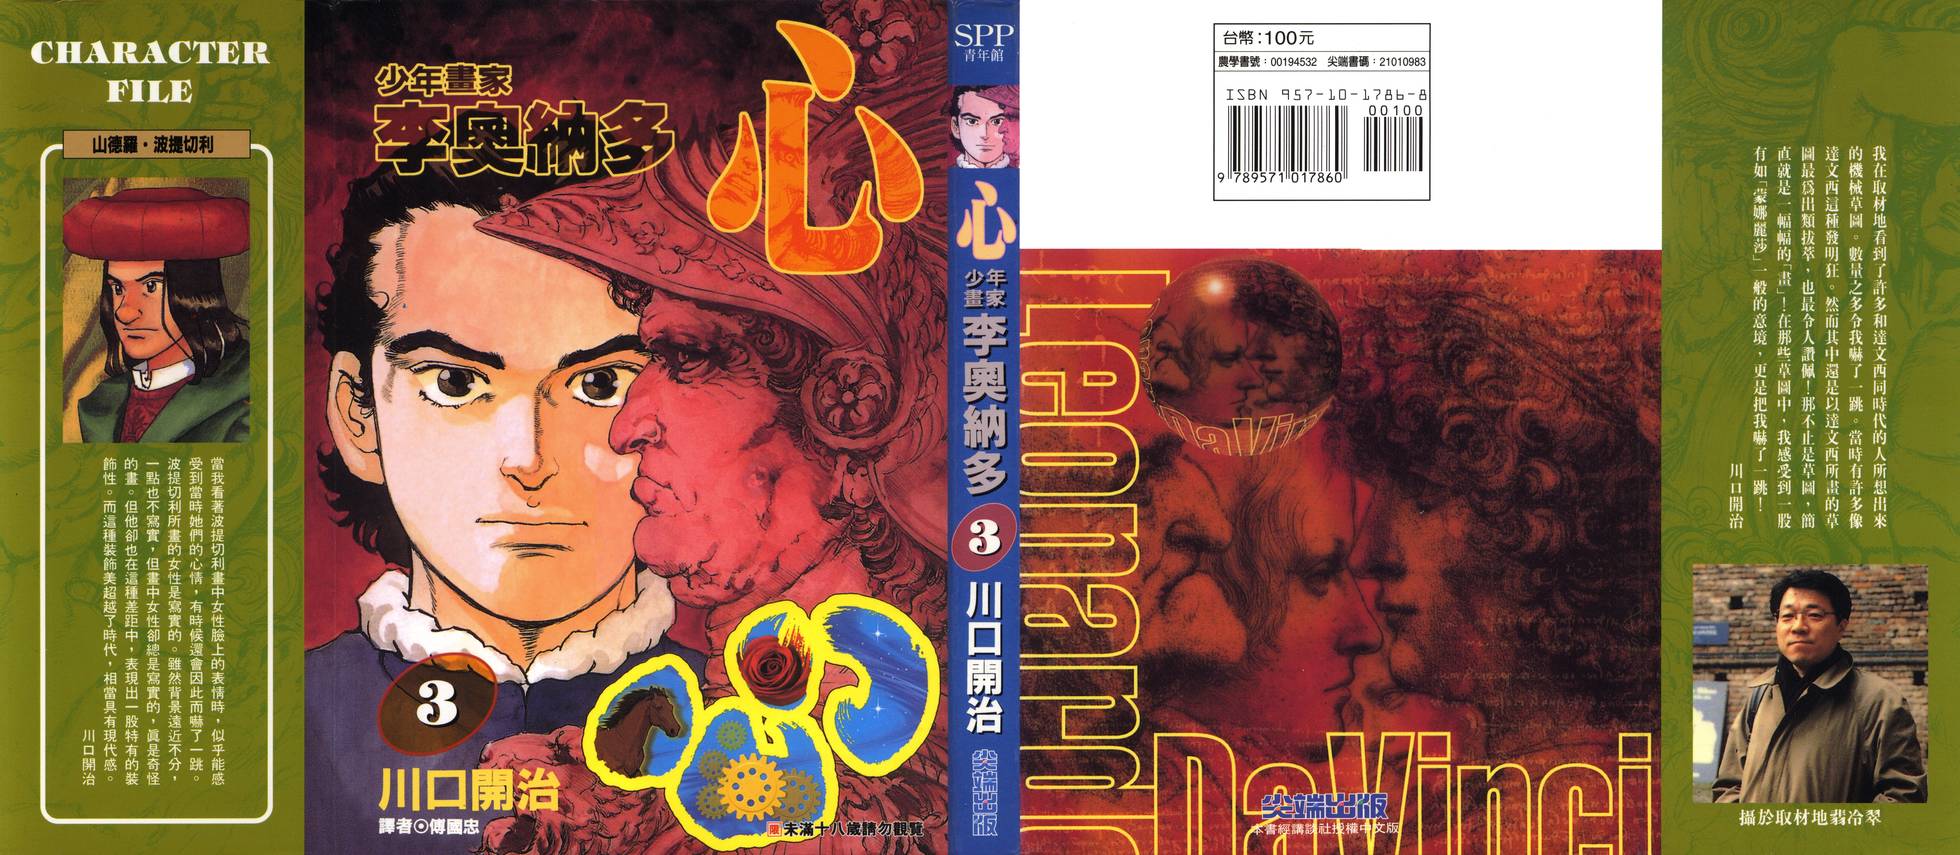 CHARACTER
FILE
山德羅・波提切利
當我看著波提切利畫中女性臉上的表情時，似乎能感
受到當時她們的心情，有時候還會因此而嚇了一跳。
波提切利所畫的女性是寫實的。雖然背景遠近不分，
一點也不寫實，但畫中女性卻總是寫實的，眞是奇怪
的畫。但他卻也在這種差距中，表現出一股特有的裝
飾性。而這種裝飾美超越了時代，相當具有現代感。
川口開治
少年畫家
李奧納多
心
3
川口開治
譯者⊙傅國忠
限 未滿十八歲請勿觀覽
SPP
青年館
心
少年
畫家
李奧納多
3
川口開治
尖端出版
台幣：100元
農學書號：00194532 尖端書碼：21010983
ISBN 957-10-1786-8
00100
9 789571 017860
Leonardo
DaVinci
DaVin
尖端出版
本書經講談社授權中文版
我在取材地看到了許多和達文西同時代的人所想出來
的機械草圖。數量之多令我嚇了一跳。當時有許多像
達文西這種發明狂。然而其中還是以達文西所畫的草
圖最爲出類拔萃，也最令人讚佩！那不止是草圖，簡
直就是一幅幅的「畫」！在那些草圖中，我感受到一股
有如「蒙娜麗莎」一般的意境，更是把我嚇了一跳！
川口開治
攝於取材地翡冷翠